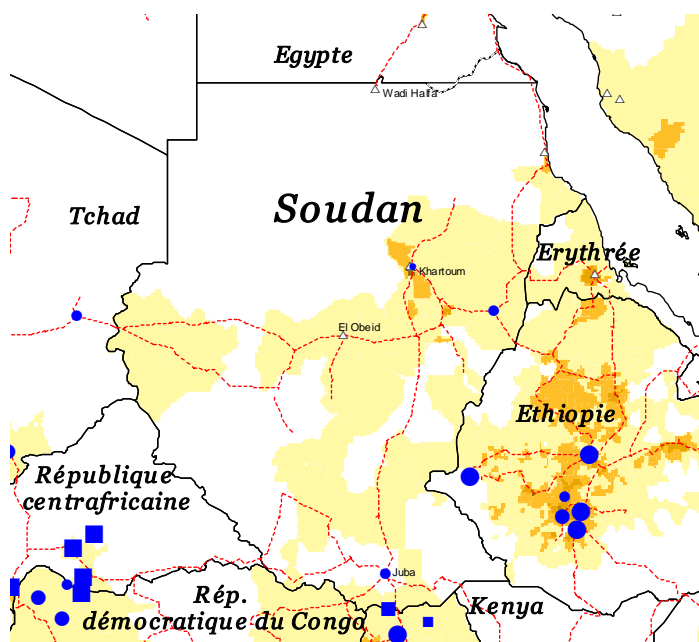 Egypte
Wadi Halfa
Tchad
Soudan
Erythrée
Khartoum
El Obeid
Ethiopie
République
centrafricaine
Juba
Rép.
démocratique du Congo
Kenya